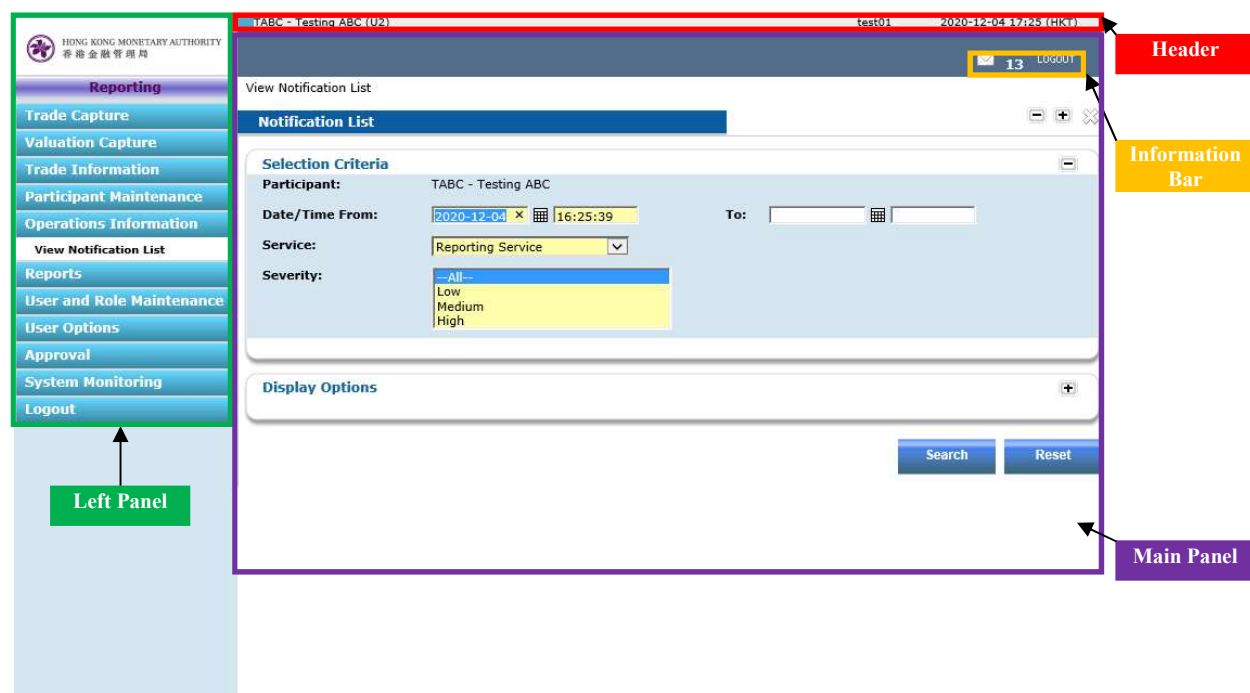 TABC - Testing ABC (U2) test01 2020-12-04 17:25 (HKT)
HONG KONG MONETARY AUTHORITY
香港金融管理局
Header
13 LOGOUT
Reporting
View Notification List
Trade Capture
Notification List
Valuation Capture
Information
Bar
Trade Information
Selection Criteria
Participant: TABC - Testing ABC
Participant Maintenance
Date/Time From: 2020-12-04 × 16:25:39 To:
Operations Information
Service: Reporting Service
View Notification List
Reports
Severity: --All--
Low
Medium
High
User and Role Maintenance
User Options
Approval
System Monitoring
Display Options
Logout
Search Reset
Left Panel
Main Panel